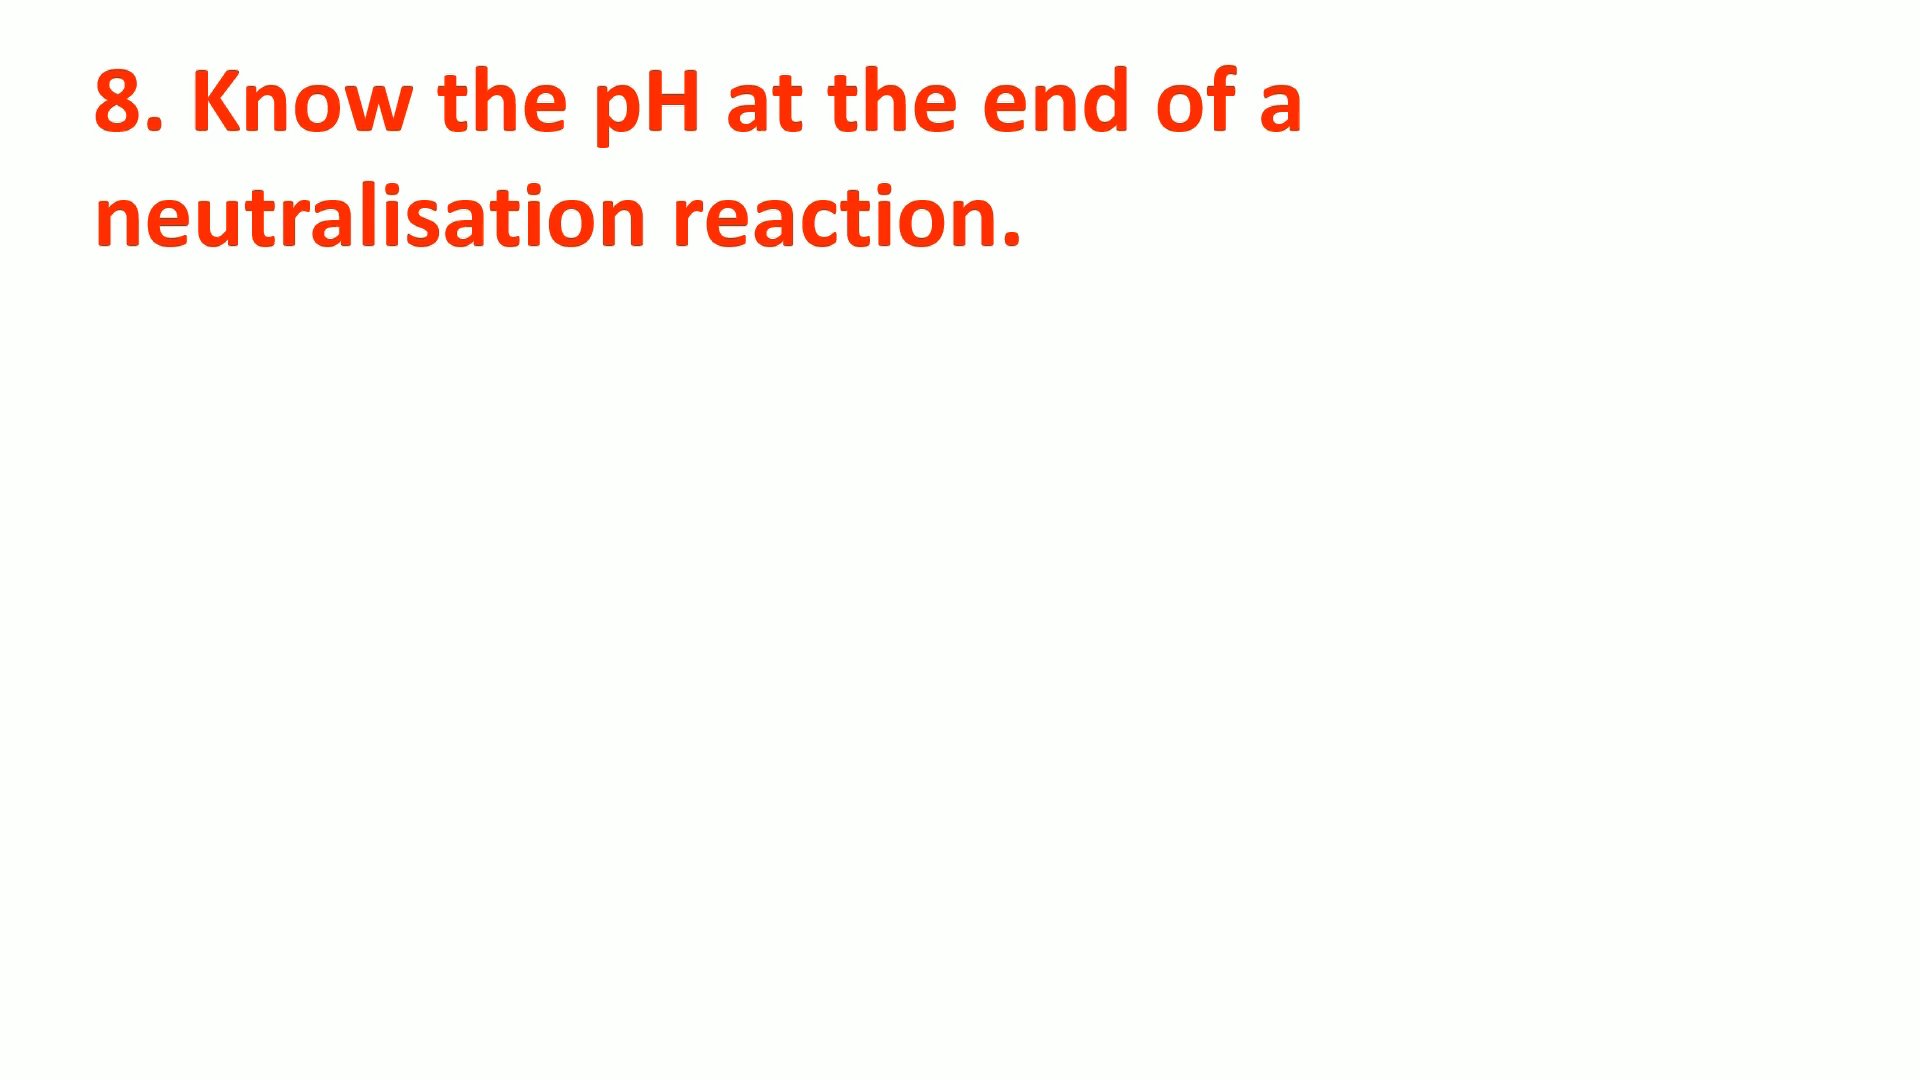 8. Know the pH at the end of a
neutralisation reaction.